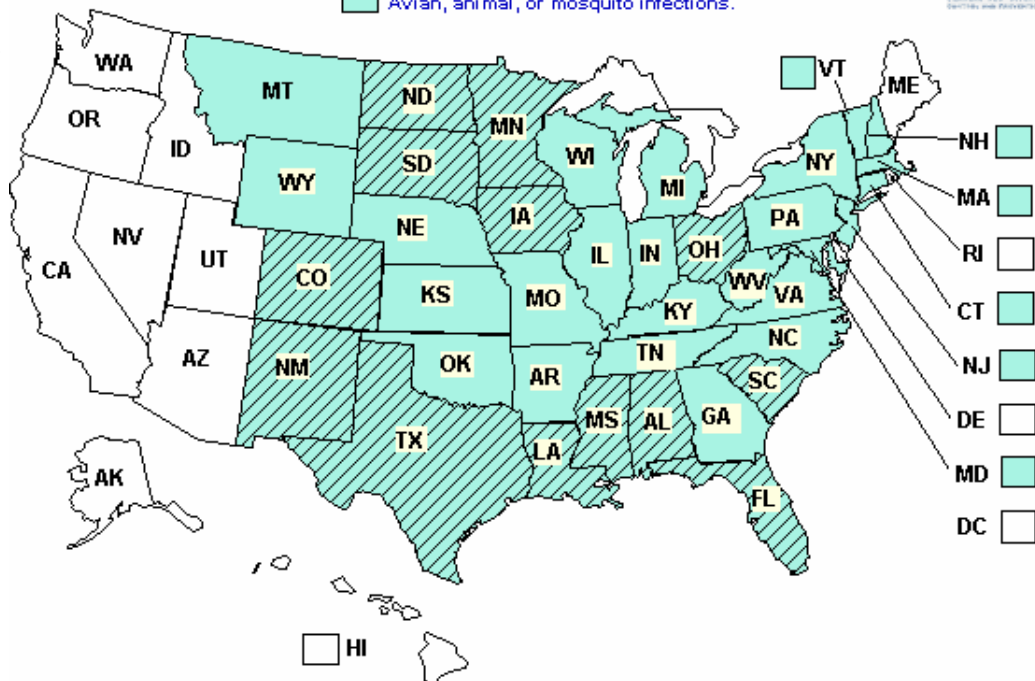 Avian, animal, or mosquito infections.
WA
MT
ND
MN
VT
ME
OR
ID
SD
WI
NY
NH
WY
MI
MA
IA
PA
NE
NV
UT
IL
IN
OH
RI
CA
CO
WV
KS
MO
VA
KY
CT
AZ
NM
OK
TN
NC
AR
SC
NJ
TX
MS
AL
GA
DE
LA
AK
FL
MD
DC
HI